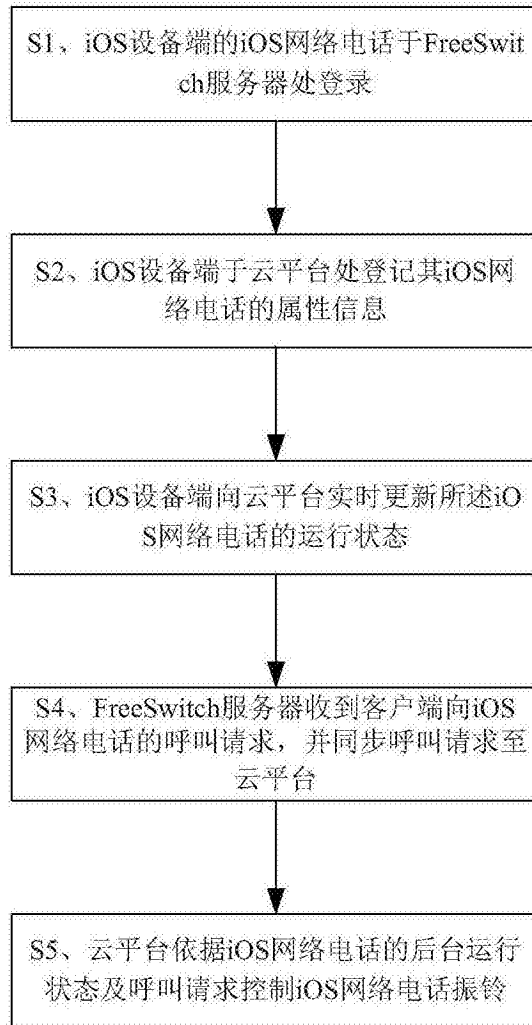 S1、iOS设备端的iOS网络电话于FreeSwit
ch服务器处登录
S2、iOS设备端于云平台处登记其iOS网
络电话的属性信息
S3、iOS设备端向云平台实时更新所述iO
S网络电话的运行状态
S4、FreeSwitch服务器收到客户端向iOS
网络电话的呼叫请求，并同步呼叫请求至
云平台
S5、云平台依据iOS网络电话的后台运行
状态及呼叫请求控制iOS网络电话振铃